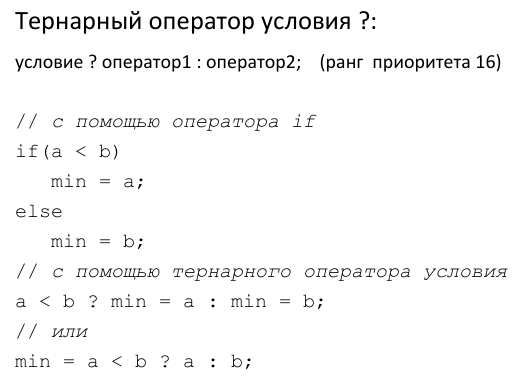 Тернарный оператор условия ?:
условие ? оператор1 : оператор2; (ранг приоритета 16)
// с помощью оператора if
if(a < b)
min = a;
else
min = b;
// с помощью тернарного оператора условия
a < b ? min = a : min = b;
// или
min = a < b ? a : b;